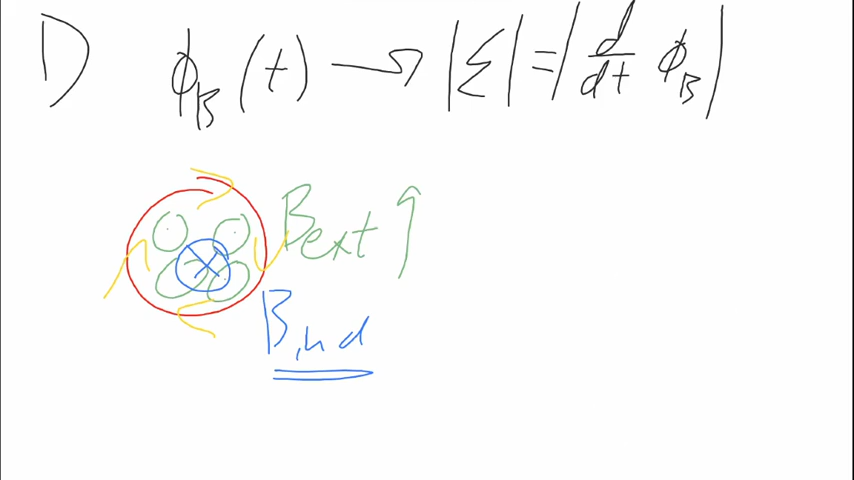 1) ϕ_B (t) → |Σ| = |d/dt ϕ_B|
B_ext ↑
B_ind